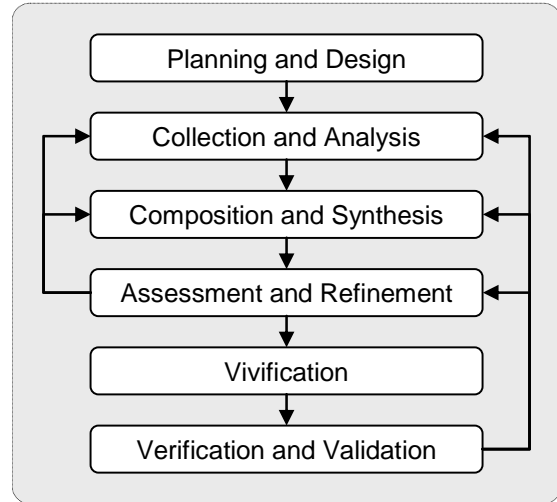 Planning and Design
Collection and Analysis
Composition and Synthesis
Assessment and Refinement
Vivification
Verification and Validation